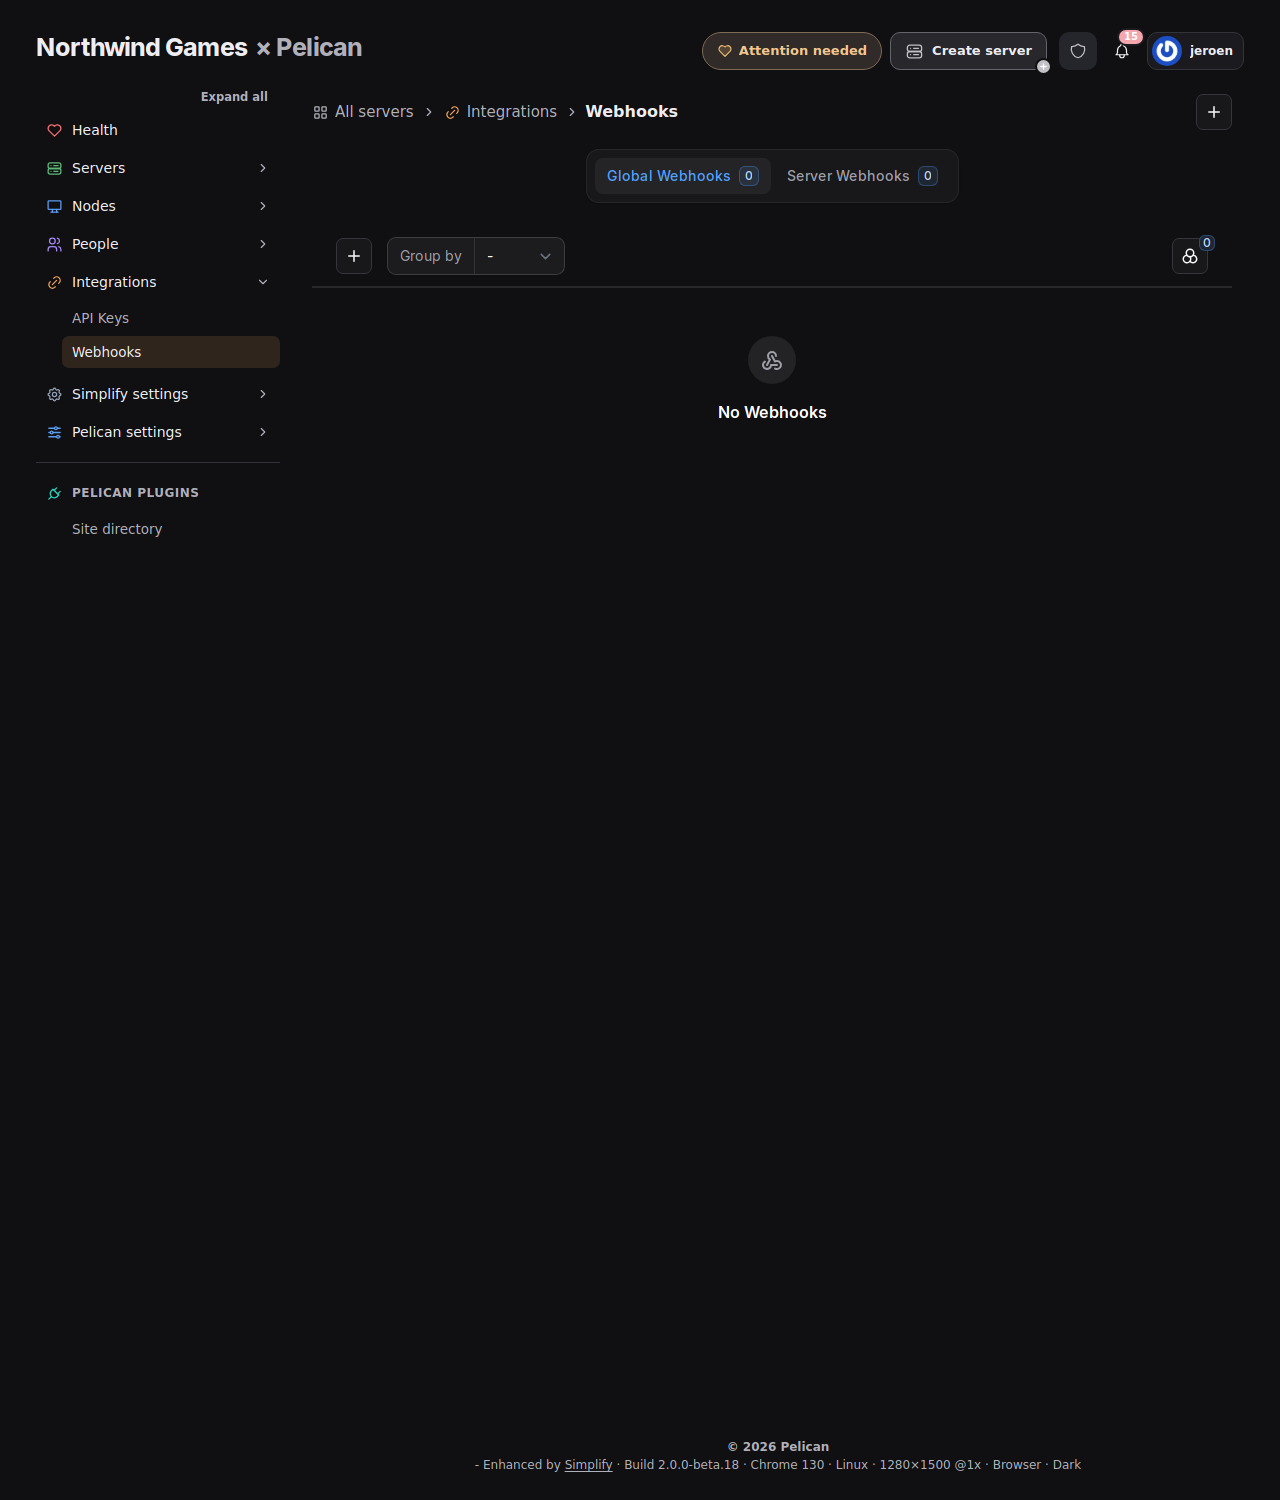 Northwind Games × Pelican
Attention needed
Create server
15
jeroen
Expand all
Health
Servers
Nodes
People
Integrations
API Keys
Webhooks
Simplify settings
Pelican settings
PELICAN PLUGINS
Site directory
All servers > Integrations > Webhooks
Global Webhooks 0
Server Webhooks 0
Group by -
0
No Webhooks
© 2026 Pelican
- Enhanced by Simplify · Build 2.0.0-beta.18 · Chrome 130 · Linux · 1280×1500 @1x · Browser · Dark